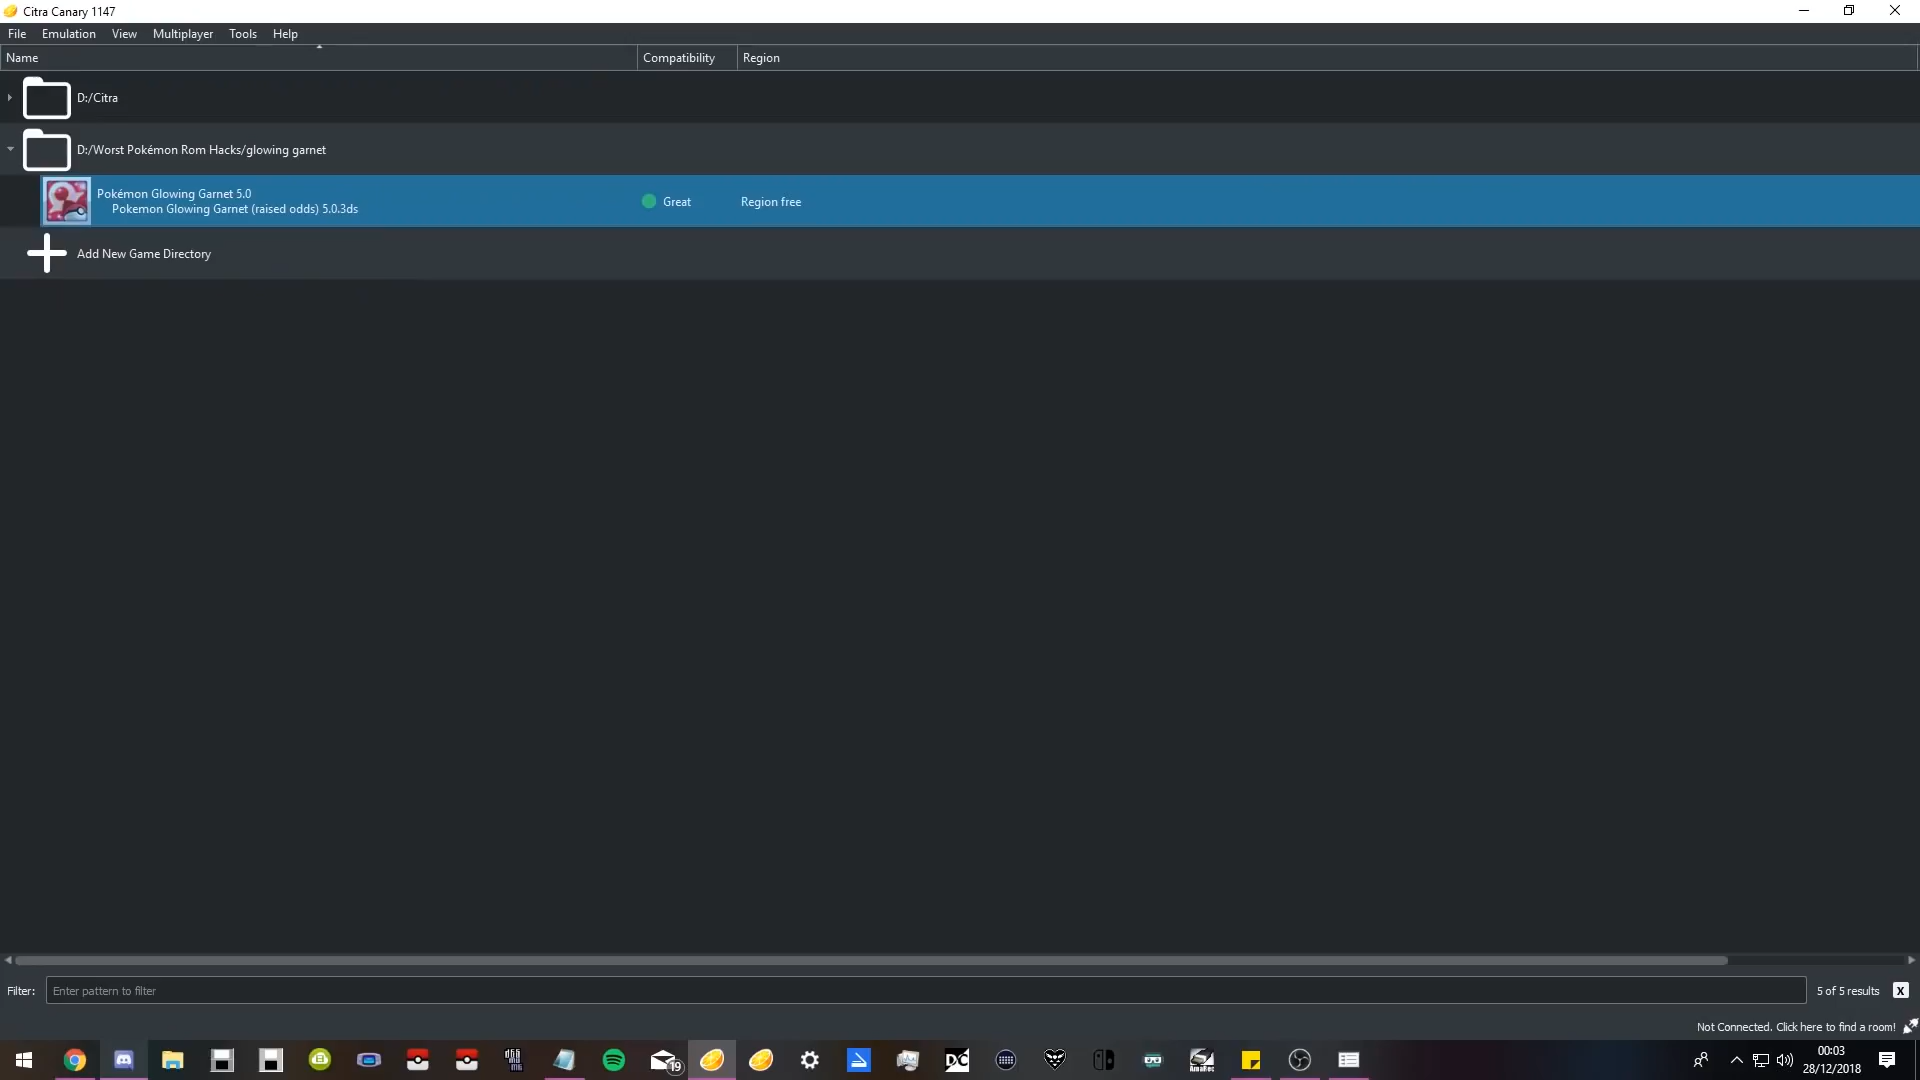 Citra Canary 1147
File Emulation View Multiplayer Tools Help
Name Compatibility Region
D:/Citra
D:/Worst Pokémon Rom Hacks/glowing garnet
Pokémon Glowing Garnet 5.0
Pokemon Glowing Garnet (raised odds) 5.0.3ds Great Region free
Add New Game Directory
Filter: Enter pattern to filter 5 of 5 results X
Not Connected. Click here to find a room!
19 DC AmaRec
00:03
28/12/2018